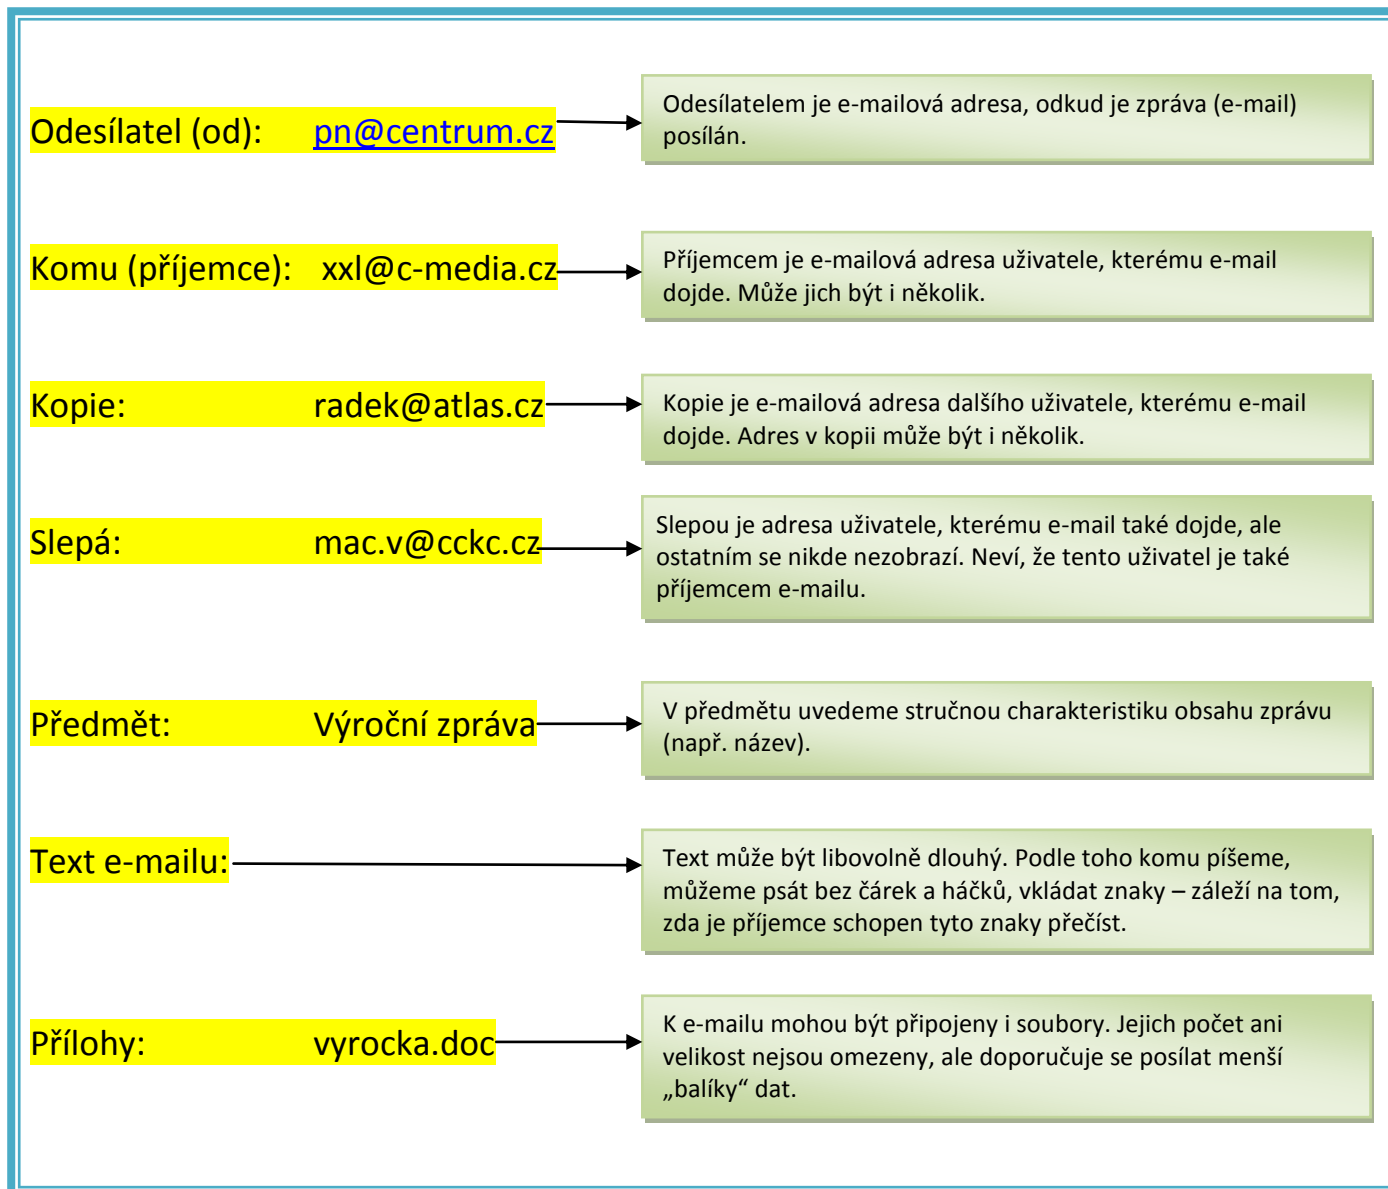 Odesílatel (od): pn@centrum.cz
Odesílatelem je e-mailová adresa, odkud je zpráva (e-mail)
posílán.
Komu (příjemce): xxl@c-media.cz
Příjemcem je e-mailová adresa uživatele, kterému e-mail
dojde. Může jich být i několik.
Kopie: radek@atlas.cz
Kopie je e-mailová adresa dalšího uživatele, kterému e-mail
dojde. Adres v kopii může být i několik.
Slepá: mac.v@cckc.cz
Slepou je adresa uživatele, kterému e-mail také dojde, ale
ostatním se nikde nezobrazí. Neví, že tento uživatel je také
příjemcem e-mailu.
Předmět: Výroční zpráva
V předmětu uvedeme stručnou charakteristiku obsahu zprávu
(např. název).
Text e-mailu:
Text může být libovolně dlouhý. Podle toho komu píšeme,
můžeme psát bez čárek a háčků, vkládat znaky – záleží na tom,
zda je příjemce schopen tyto znaky přečíst.
Přílohy: vyrocka.doc
K e-mailu mohou být připojeny i soubory. Jejich počet ani
velikost nejsou omezeny, ale doporučuje se posílat menší
„balíky“ dat.